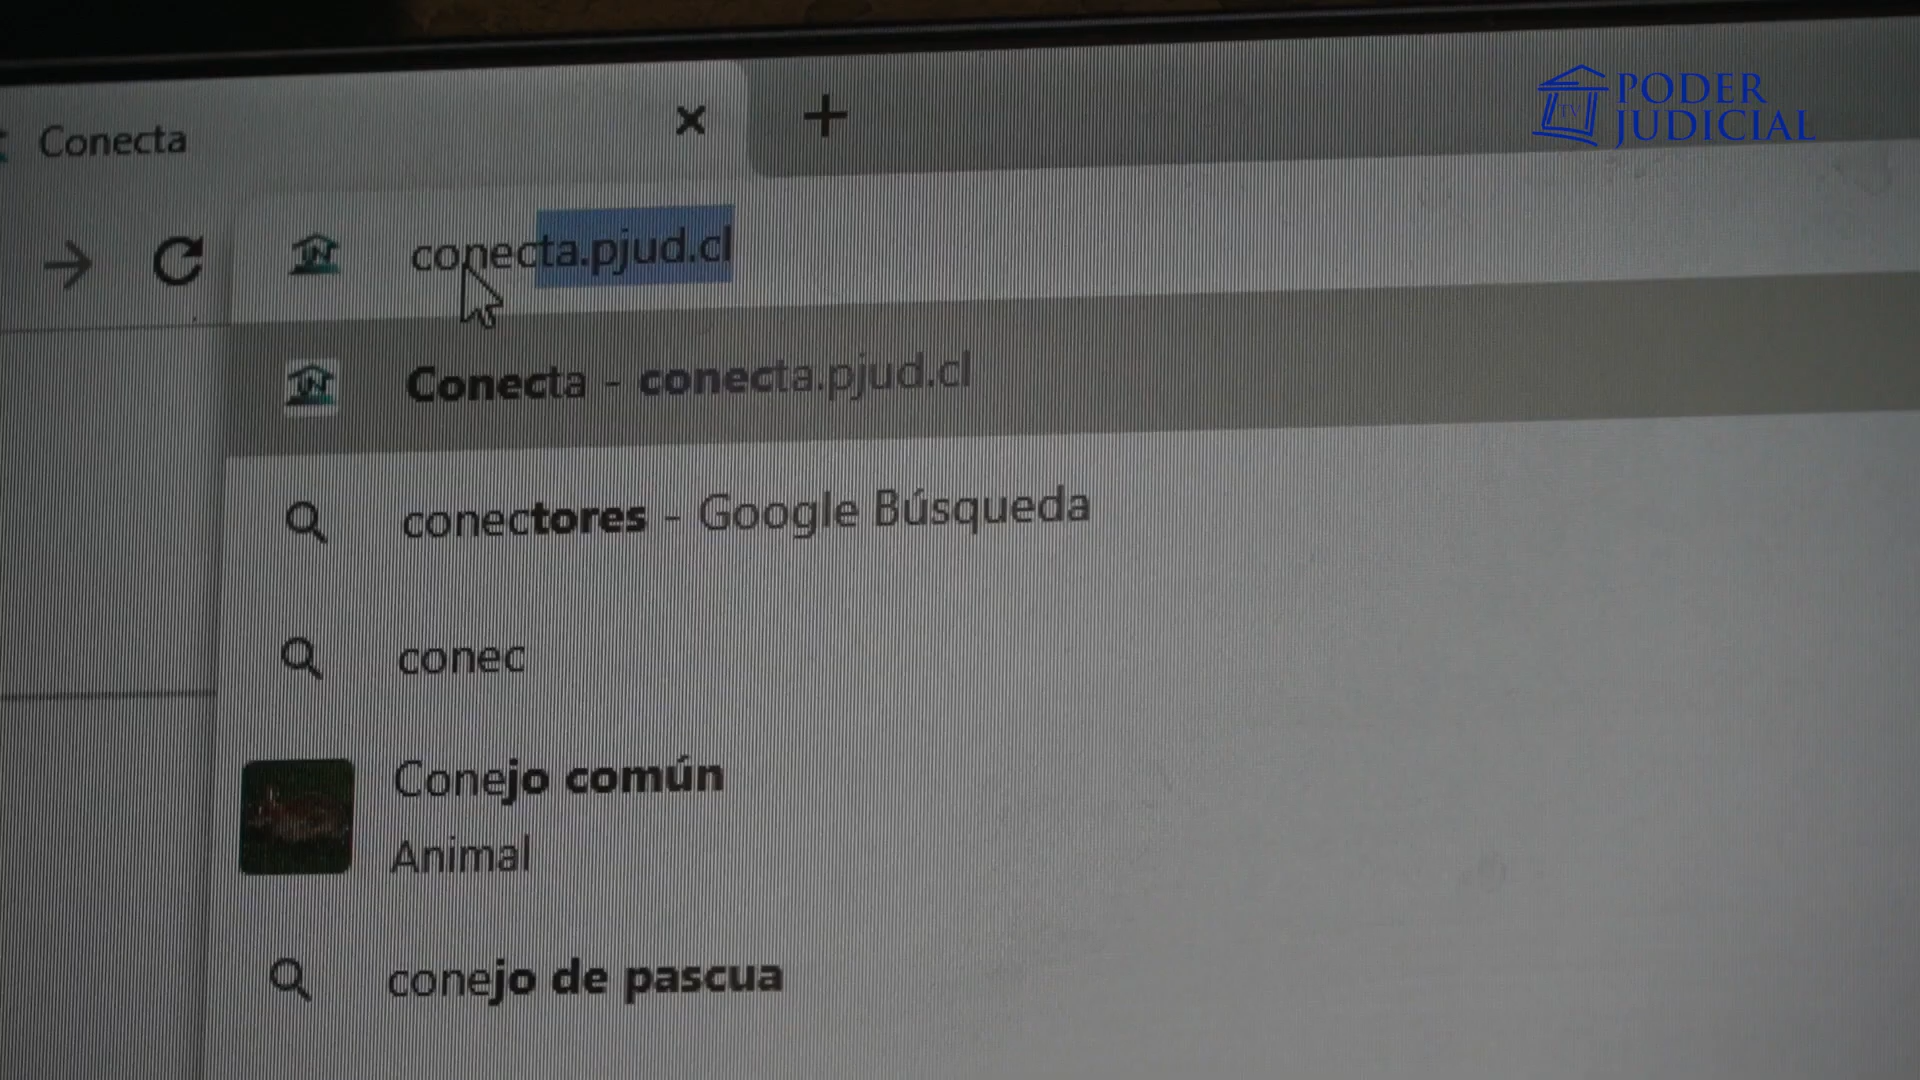 Conecta
TV PODER
JUDICIAL
conecta.pjud.cl
Conecta - conecta.pjud.cl
conectores - Google Búsqueda
conec
Conejo común
Animal
conejo de pascua